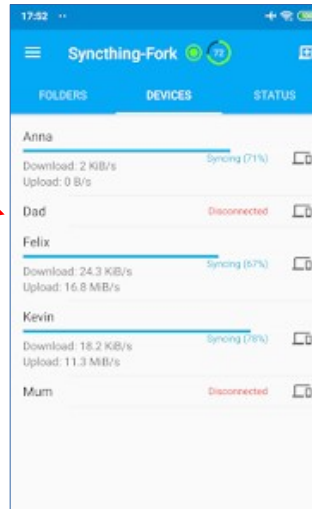 17:52
Syncthing-Fork 72
FOLDERS DEVICES STATUS
Anna
Syncing (71%)
Download: 2 KiB/s
Upload: 0 B/s
Dad Disconnected
Felix
Syncing (67%)
Download: 24.3 KiB/s
Upload: 16.8 MiB/s
Kevin
Syncing (78%)
Download: 18.2 KiB/s
Upload: 11.3 MiB/s
Mum Disconnected